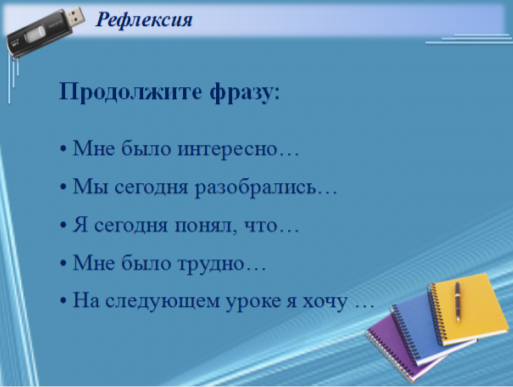 Рефлексия
Продолжите фразу:
• Мне было интересно…
• Мы сегодня разобрались…
• Я сегодня понял, что…
• Мне было трудно…
• На следующем уроке я хочу …